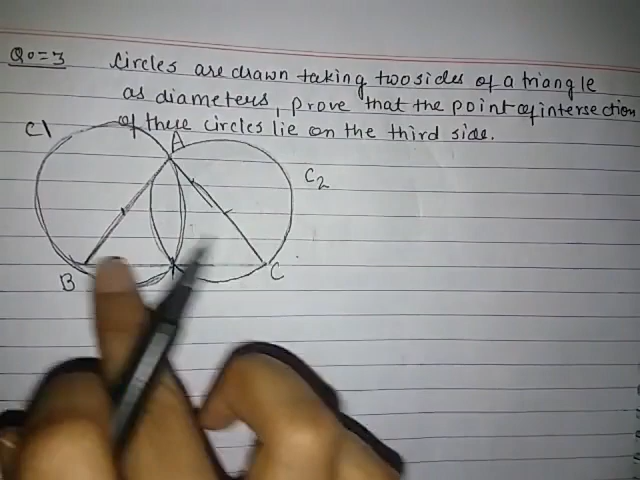 Qo=3 Circles are drawn taking two sides of a triangle
as diameters, prove that the point of intersection
of these circles lie on the third side.
C1
A
C2
B
C